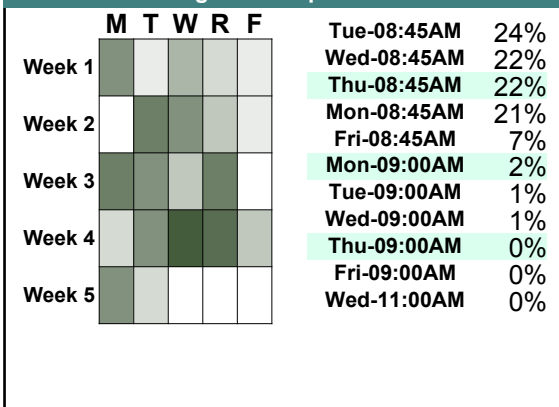 M T W R F
Week 1
Week 2
Week 3
Week 4
Week 5
Tue-08:45AM 24%
Wed-08:45AM 22%
Thu-08:45AM 22%
Mon-08:45AM 21%
Fri-08:45AM 7%
Mon-09:00AM 2%
Tue-09:00AM 1%
Wed-09:00AM 1%
Thu-09:00AM 0%
Fri-09:00AM 0%
Wed-11:00AM 0%